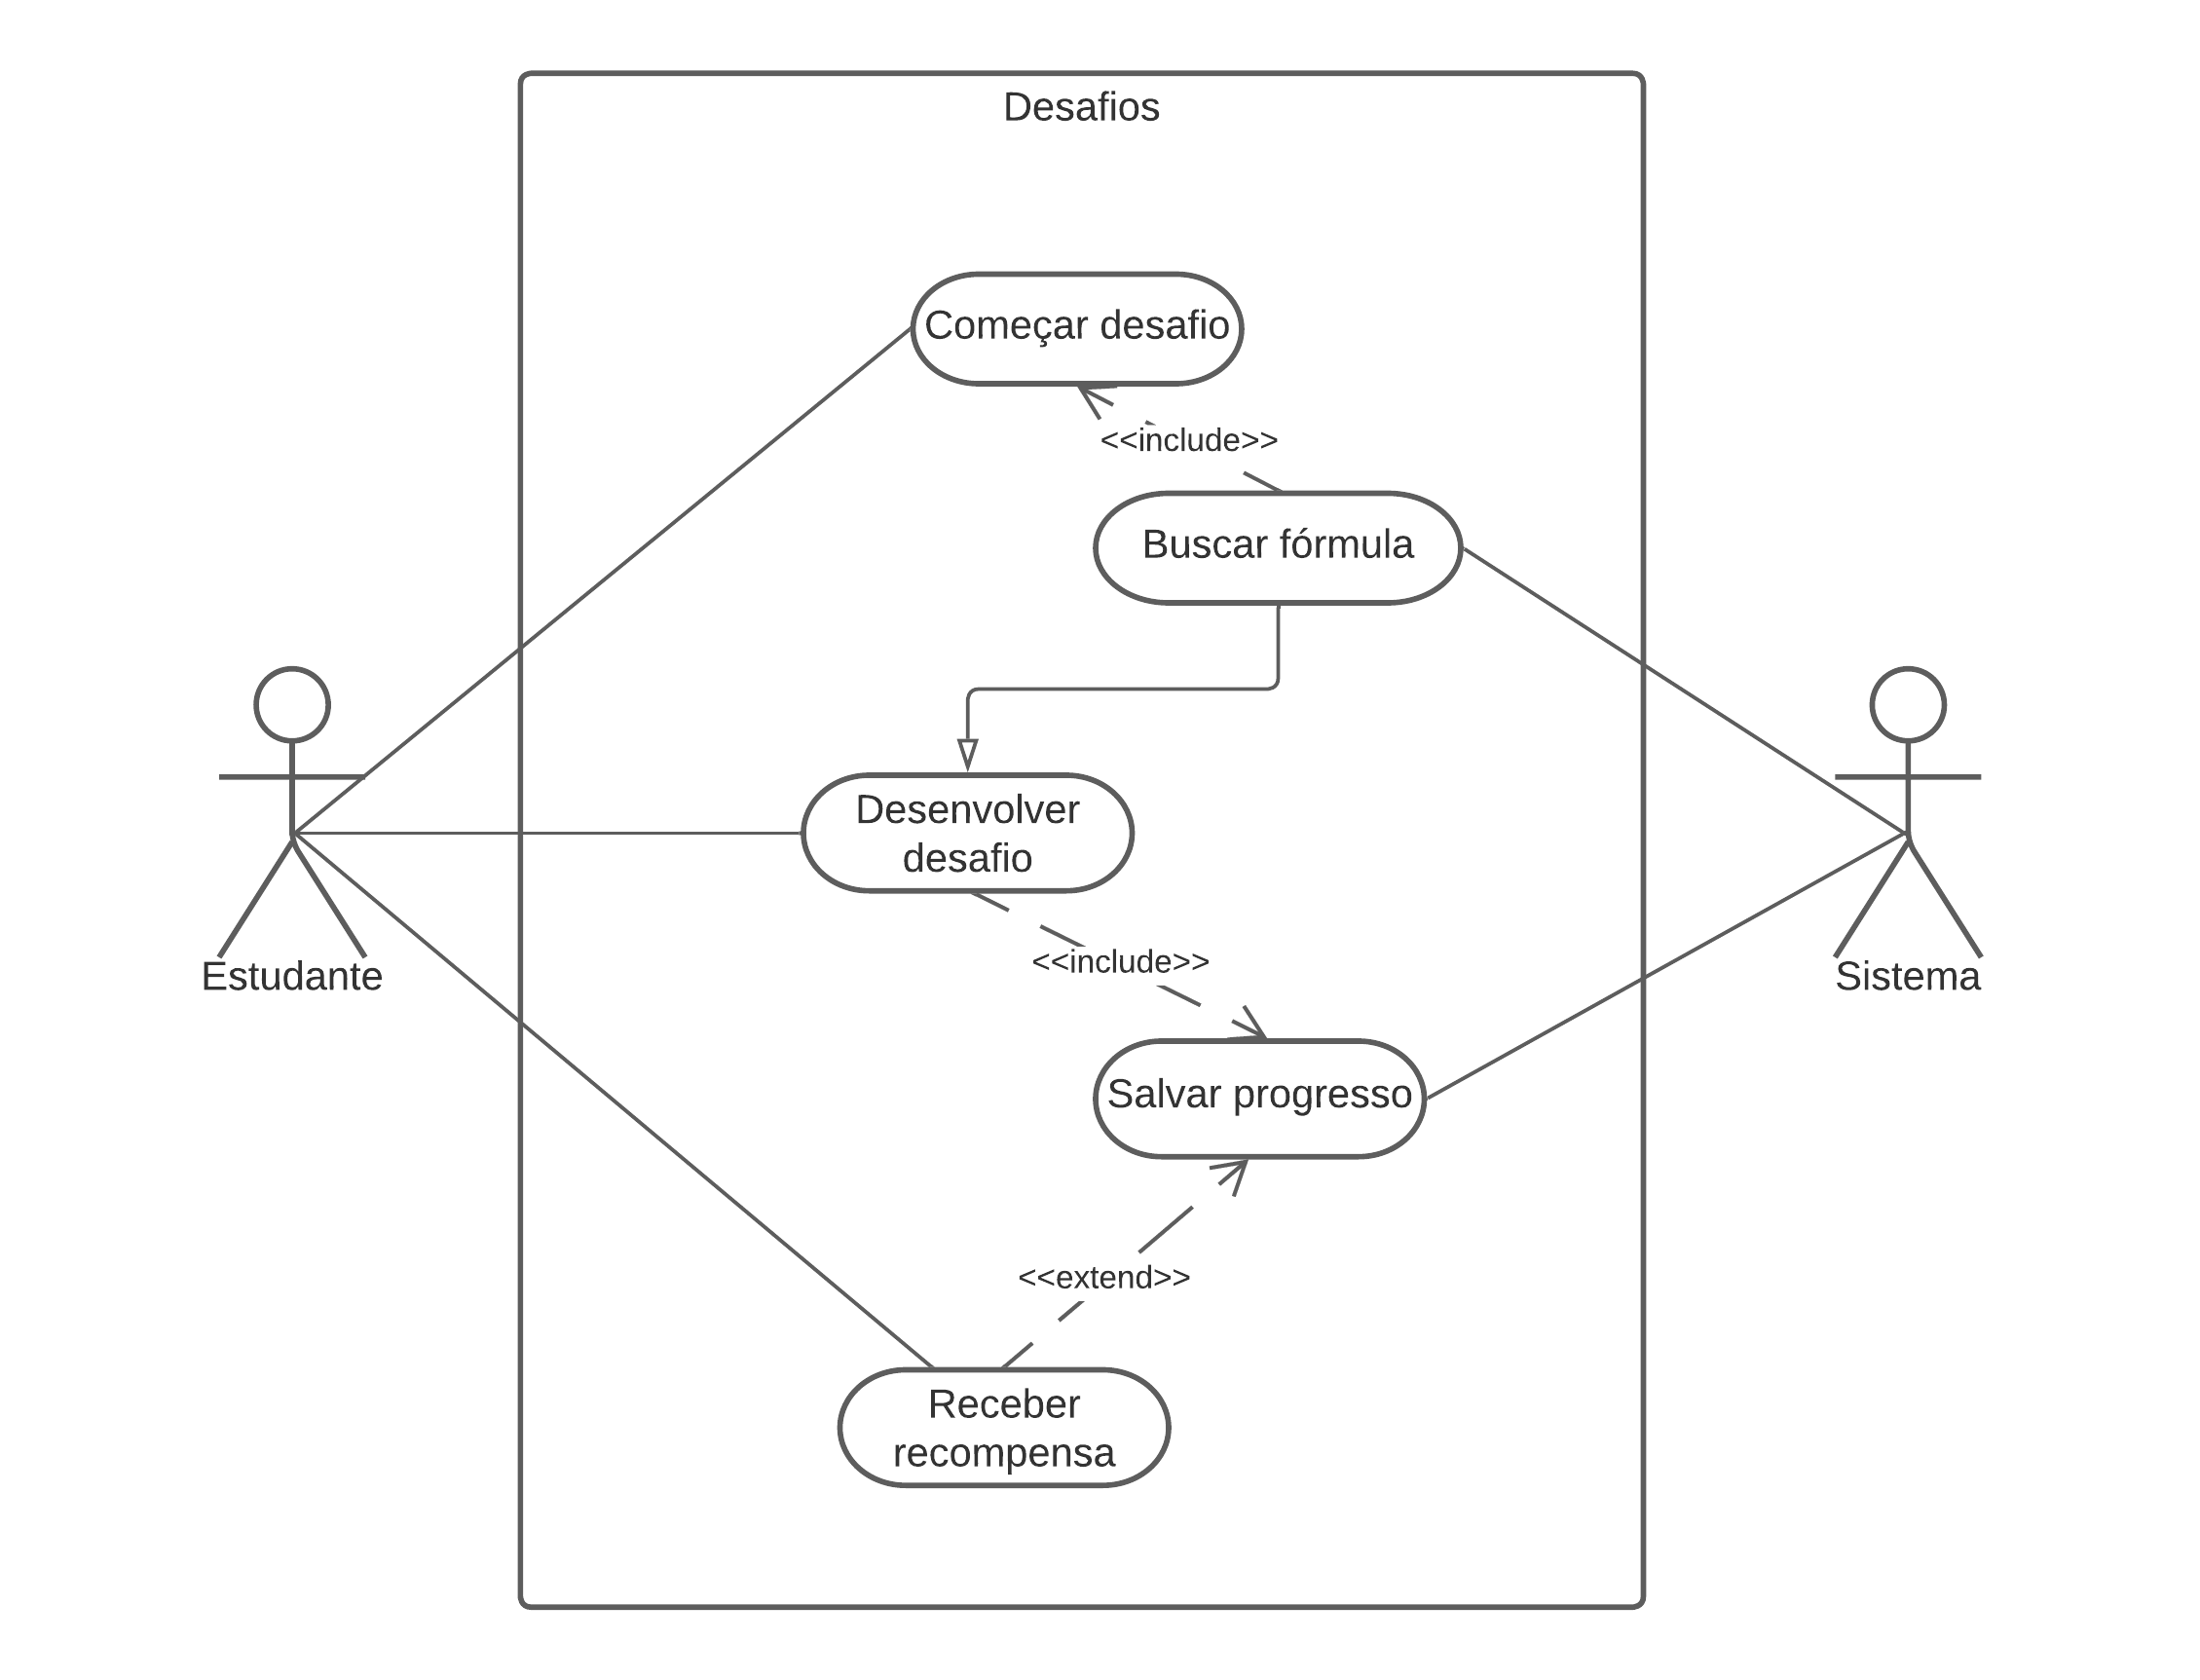 Desafios
Começar desafio
<<include>>
Buscar fórmula
Desenvolver
desafio
<<include>>
Estudante
Sistema
Salvar progresso
<<extend>>
Receber
recompensa